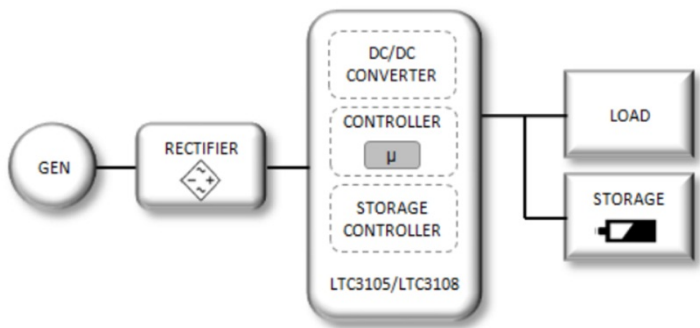 GEN
RECTIFIER
DC/DC
CONVERTER
CONTROLLER
µ
STORAGE
CONTROLLER
LTC3105/LTC3108
LOAD
STORAGE